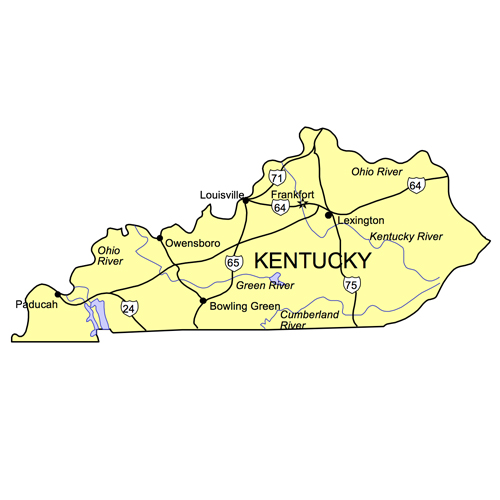 71
Ohio River
Louisville
Frankfort
64
64
Lexington
Kentucky River
Ohio
River
Owensboro
65
KENTUCKY
Green River
75
Paducah
24
Bowling Green
Cumberland
River